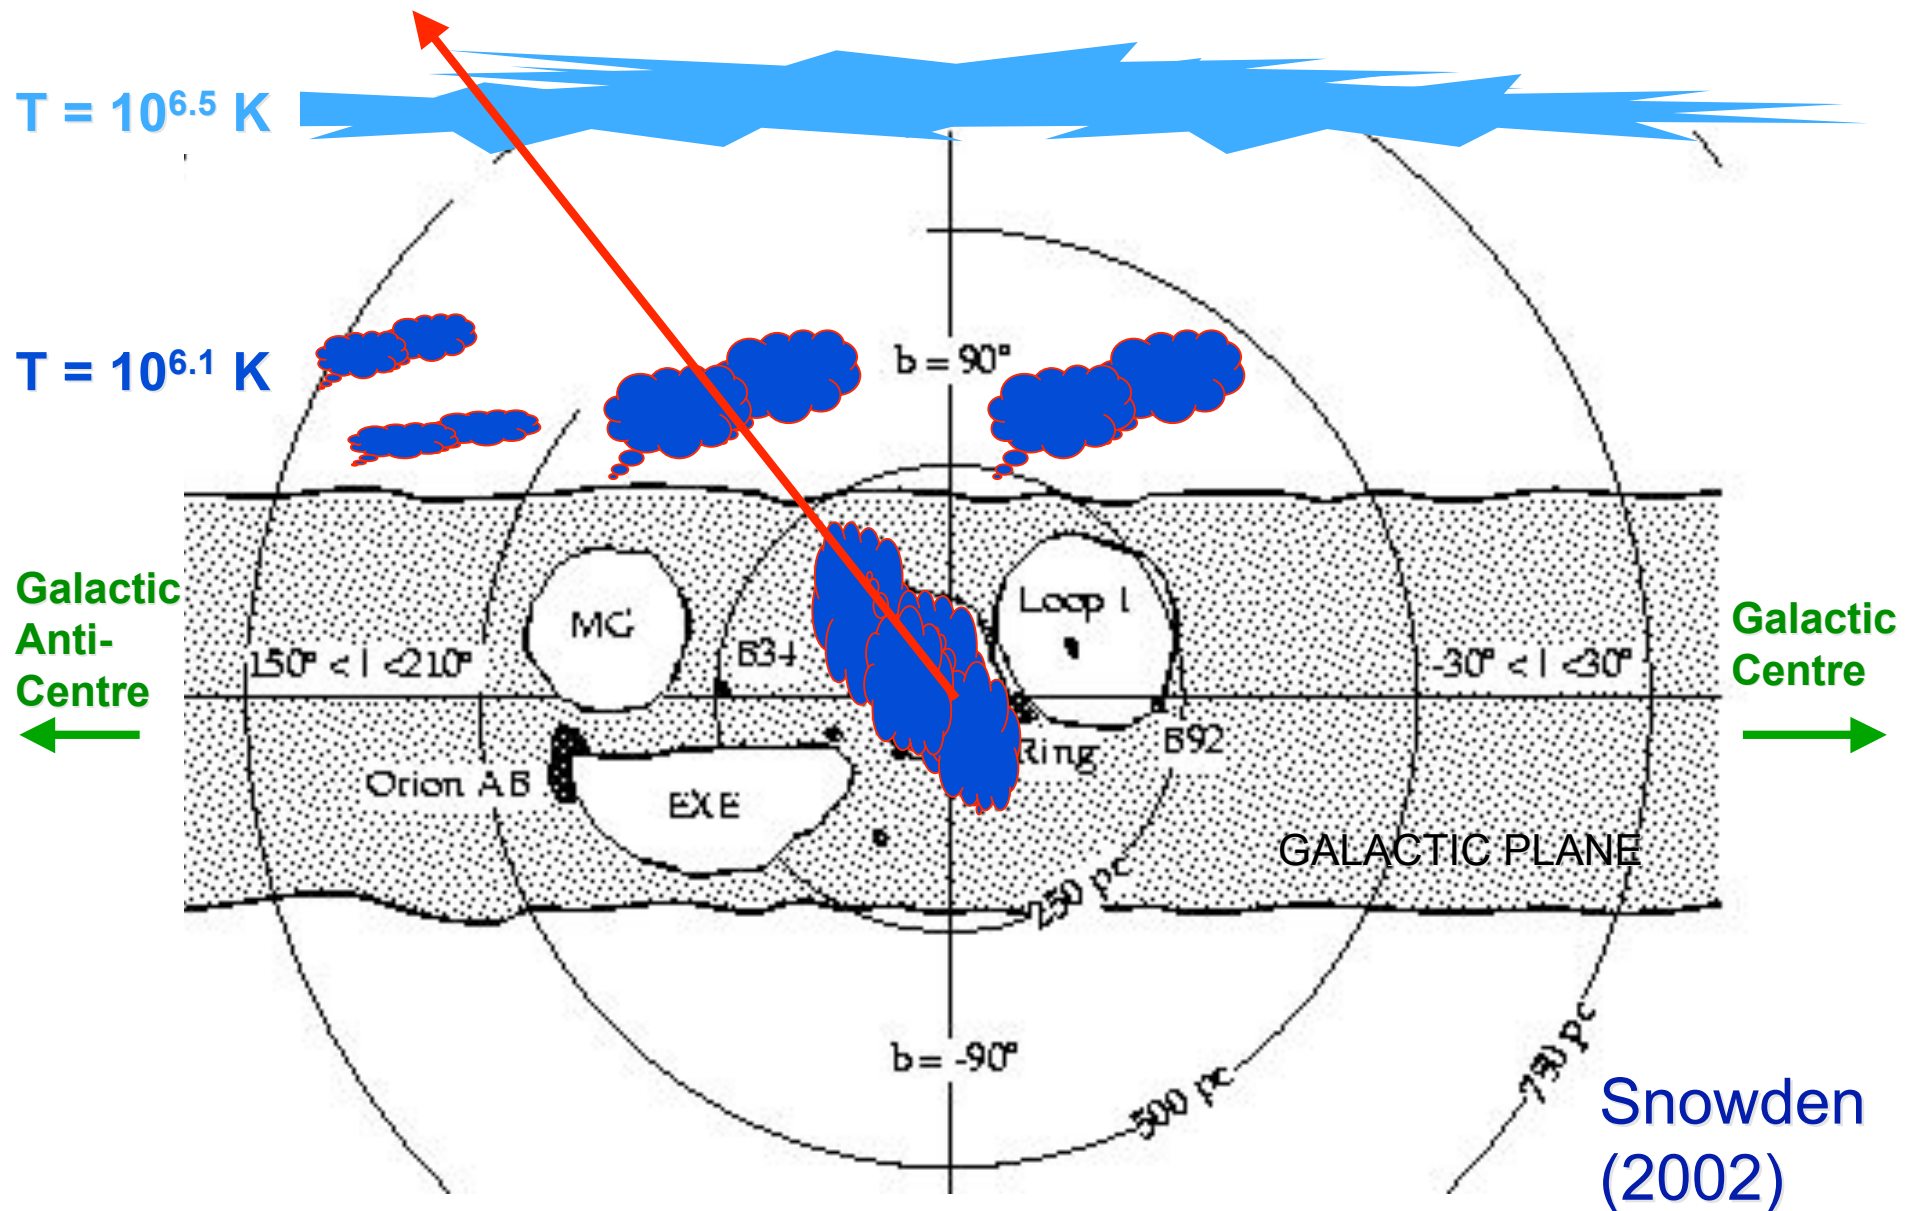 T = 10^6.5 K
b = 90°
T = 10^6.1 K
Galactic
Anti-
Centre
MG
Loop I
150° < l <210°
B34
-30° < l <30°
Galactic
Centre
Ring
B92
Orion AB
EXE
GALACTIC PLANE
250 pc
b = -90°
500 pc
750 pc
Snowden
(2002)